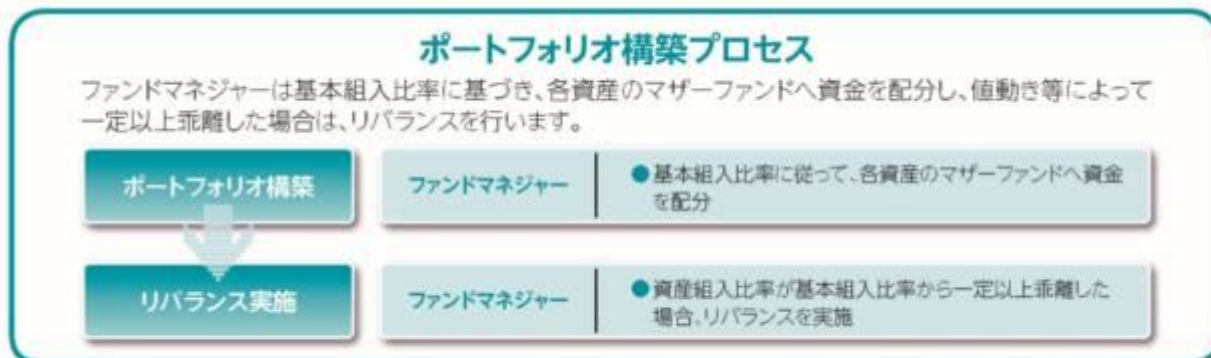 ポートフォリオ構築プロセス
ファンドマネジャーは基本組入比率に基づき、各資産のマザーファンドへ資金を配分し、値動き等によって
一定以上乖離した場合は、リバランスを行います。
ポートフォリオ構築
ファンドマネジャー
●基本組入比率に従って、各資産のマザーファンドへ資金
を配分
リバランス実施
ファンドマネジャー
●資産組入比率が基本組入比率から一定以上乖離した
場合、リバランスを実施